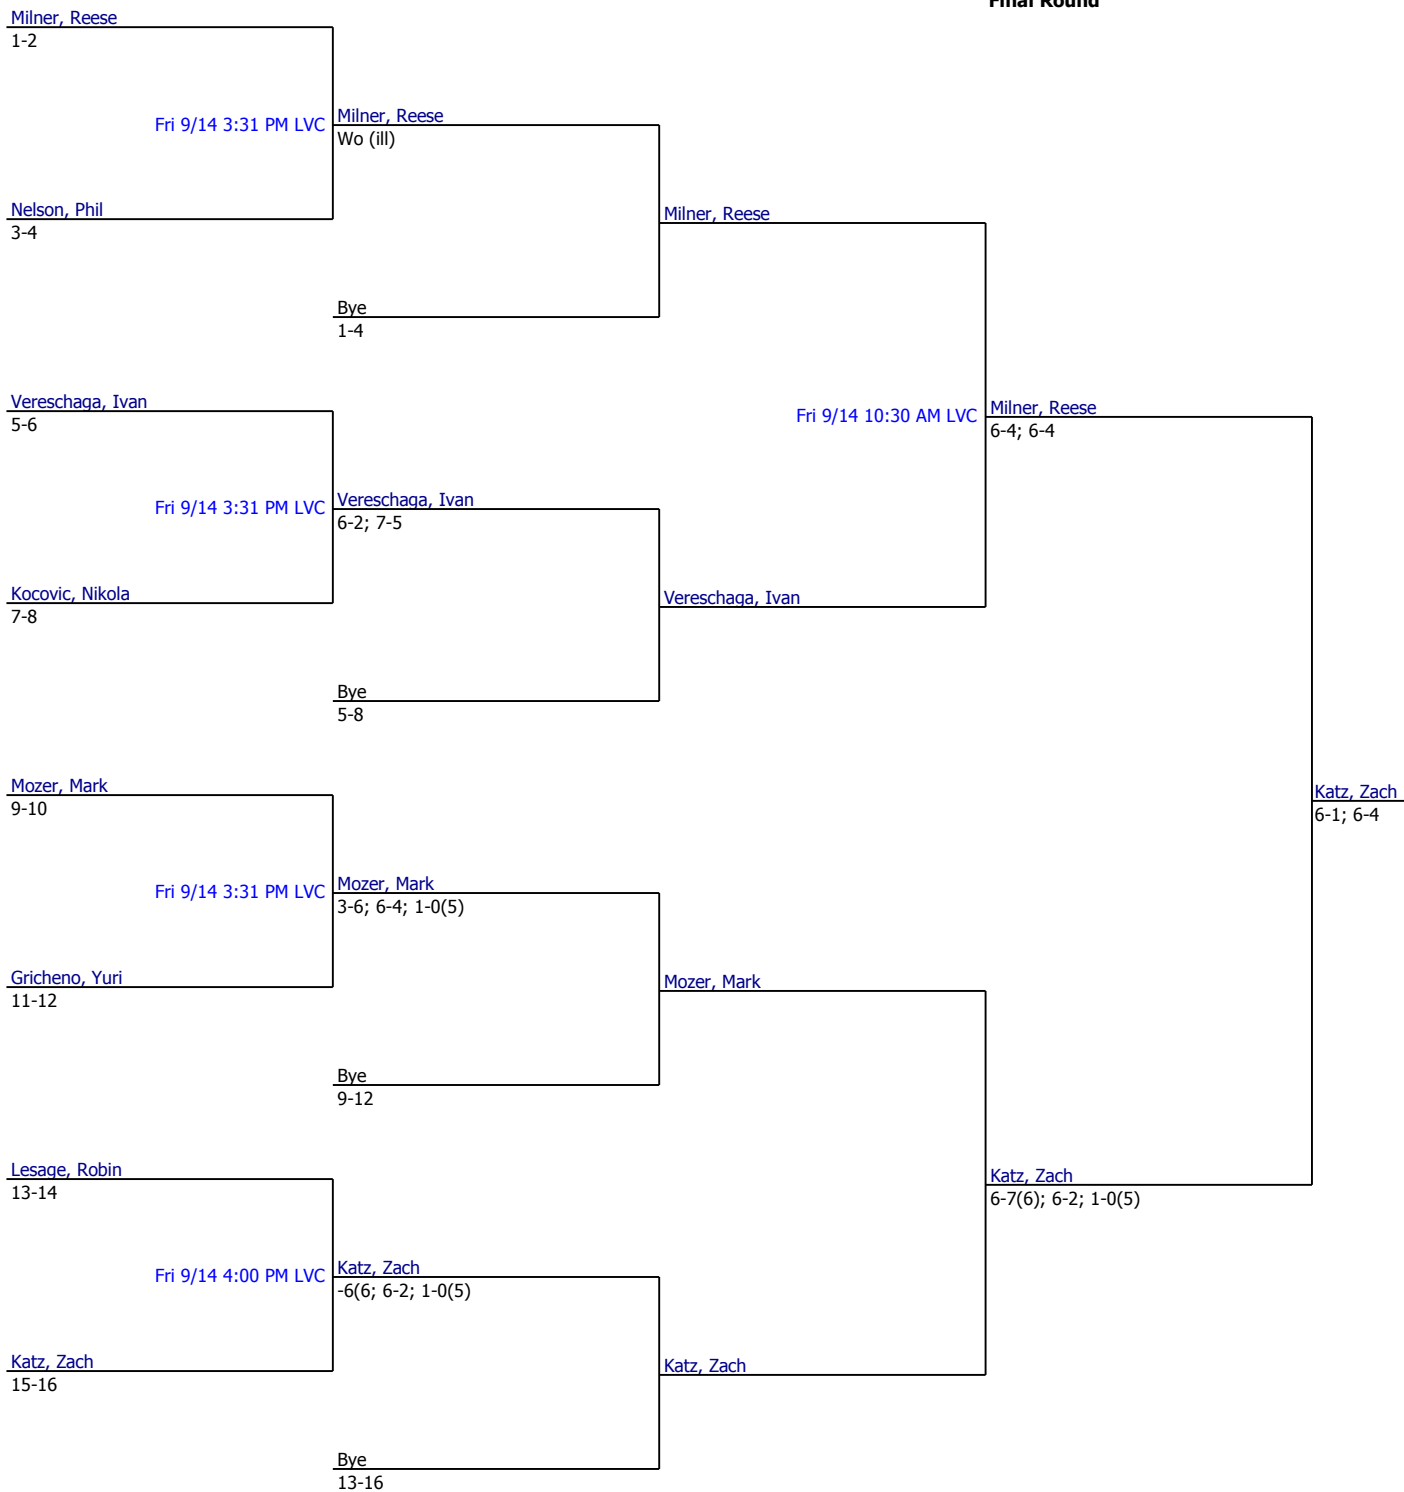 Final Round
Milner, Reese
1-2
Fri 9/14 3:31 PM LVC
Milner, Reese
Wo (ill)
Nelson, Phil
3-4
Milner, Reese
Bye
1-4
Vereschaga, Ivan
5-6
Fri 9/14 10:30 AM LVC
Milner, Reese
6-4; 6-4
Fri 9/14 3:31 PM LVC
Vereschaga, Ivan
6-2; 7-5
Kocovic, Nikola
7-8
Vereschaga, Ivan
Bye
5-8
Mozer, Mark
9-10
Katz, Zach
6-1; 6-4
Fri 9/14 3:31 PM LVC
Mozer, Mark
3-6; 6-4; 1-0(5)
Gricheno, Yuri
11-12
Mozer, Mark
Bye
9-12
Lesage, Robin
13-14
Katz, Zach
6-7(6); 6-2; 1-0(5)
Fri 9/14 4:00 PM LVC
Katz, Zach
-6(6; 6-2; 1-0(5)
Katz, Zach
15-16
Katz, Zach
Bye
13-16